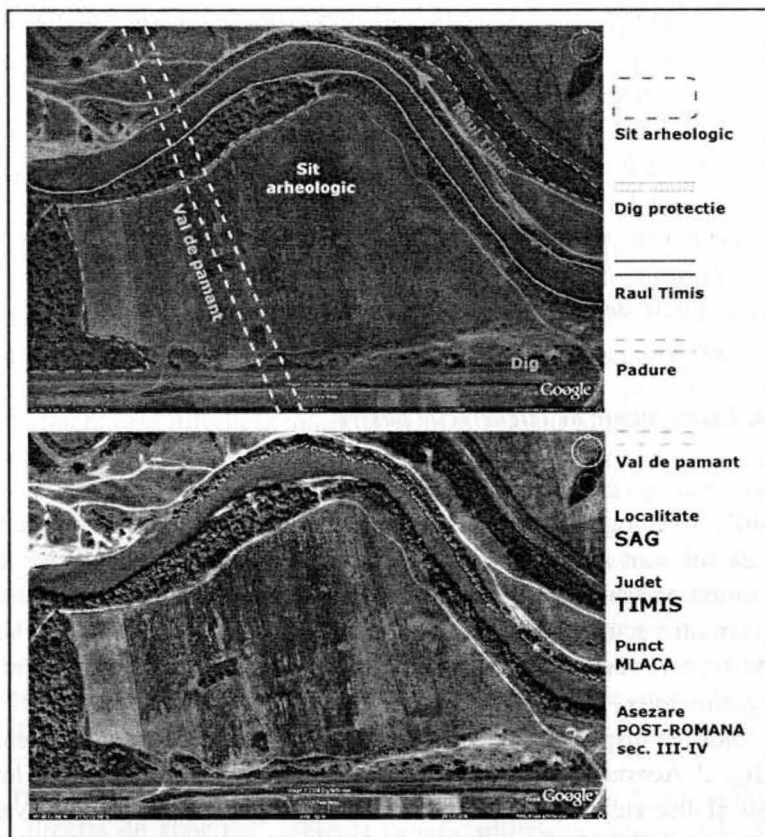 Raul Timis
Sit
arheologic
Val de pamant
Dig
Google
Google
Sit arheologic
Dig protectie
Raul Timis
Padure
Val de pamant
Localitate
SAG
Judet
TIMIS
Punct
MLACA
Asezare
POST-ROMANA
sec. III-IV